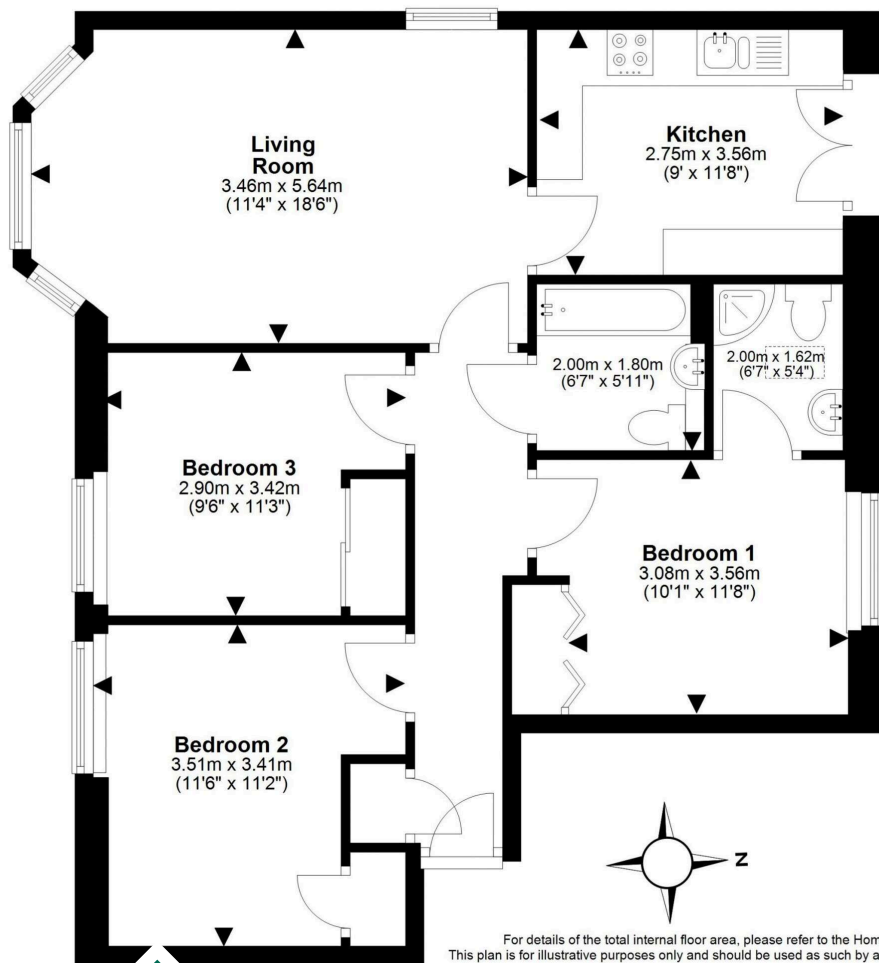 Living
Room
3.46m x 5.64m
(11'4" x 18'6")
Kitchen
2.75m x 3.56m
(9' x 11'8")
2.00m x 1.80m
(6'7" x 5'11")
2.00m x 1.62m
(6'7" x 5'4")
Bedroom 3
2.90m x 3.42m
(9'6" x 11'3")
Bedroom 1
3.08m x 3.56m
(10'1" x 11'8")
Bedroom 2
3.51m x 3.41m
(11'6" x 11'2")
N
For details of the total internal floor area, please refer to the Hom
This plan is for illustrative purposes only and should be used as such by a